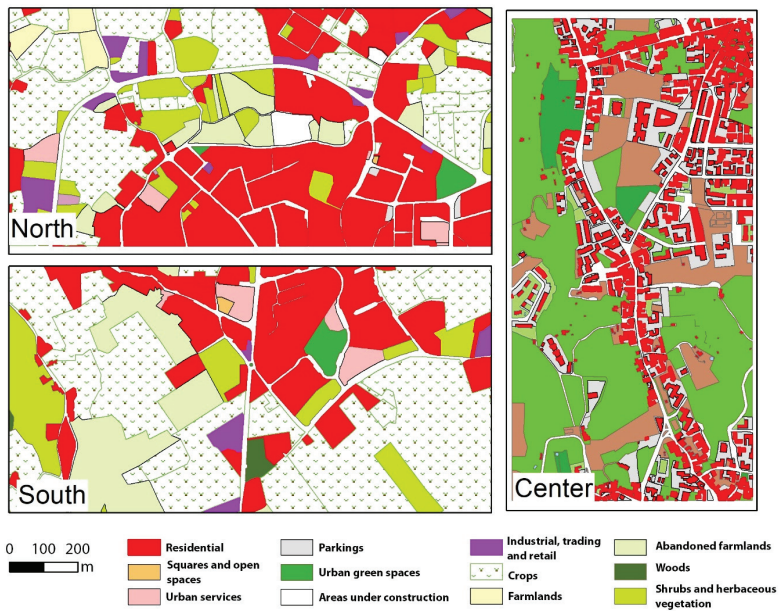 North
South
Center
0 100 200
m
Residential
Squares and open
spaces
Urban services
Parkings
Urban green spaces
Areas under construction
Industrial, trading
and retail
Crops
Farmlands
Abandoned farmlands
Woods
Shrubs and herbaceous
vegetation